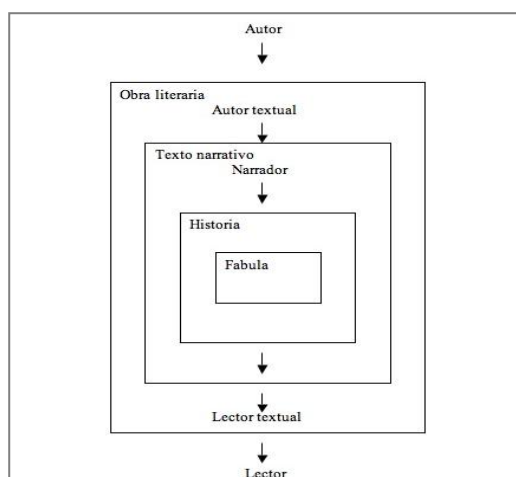 Autor
Obra literaria
Autor textual
Texto narrativo
Narrador
Historia
Fabula
Lector textual
Lector